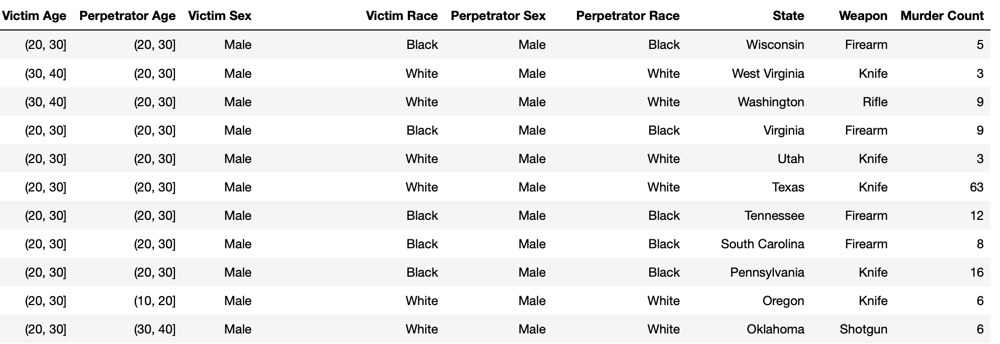 Victim Age Perpetrator Age Victim Sex Victim Race Perpetrator Sex Perpetrator Race State Weapon Murder Count
(20, 30] (20, 30] Male Black Male Black Wisconsin Firearm 5
(30, 40] (20, 30] Male White Male White West Virginia Knife 3
(30, 40] (20, 30] Male White Male White Washington Rifle 9
(20, 30] (20, 30] Male Black Male Black Virginia Firearm 9
(20, 30] (20, 30] Male White Male White Utah Knife 3
(20, 30] (20, 30] Male White Male White Texas Knife 63
(20, 30] (20, 30] Male Black Male Black Tennessee Firearm 12
(20, 30] (20, 30] Male Black Male Black South Carolina Firearm 8
(20, 30] (20, 30] Male Black Male Black Pennsylvania Knife 16
(20, 30] (10, 20] Male White Male White Oregon Knife 6
(20, 30] (30, 40] Male White Male White Oklahoma Shotgun 6